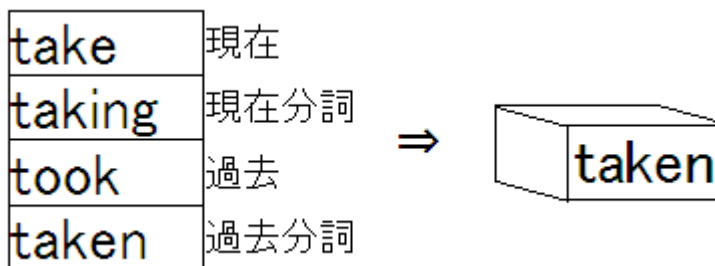 take 現在
taking 現在分詞
took 過去
taken 過去分詞
⇒
taken